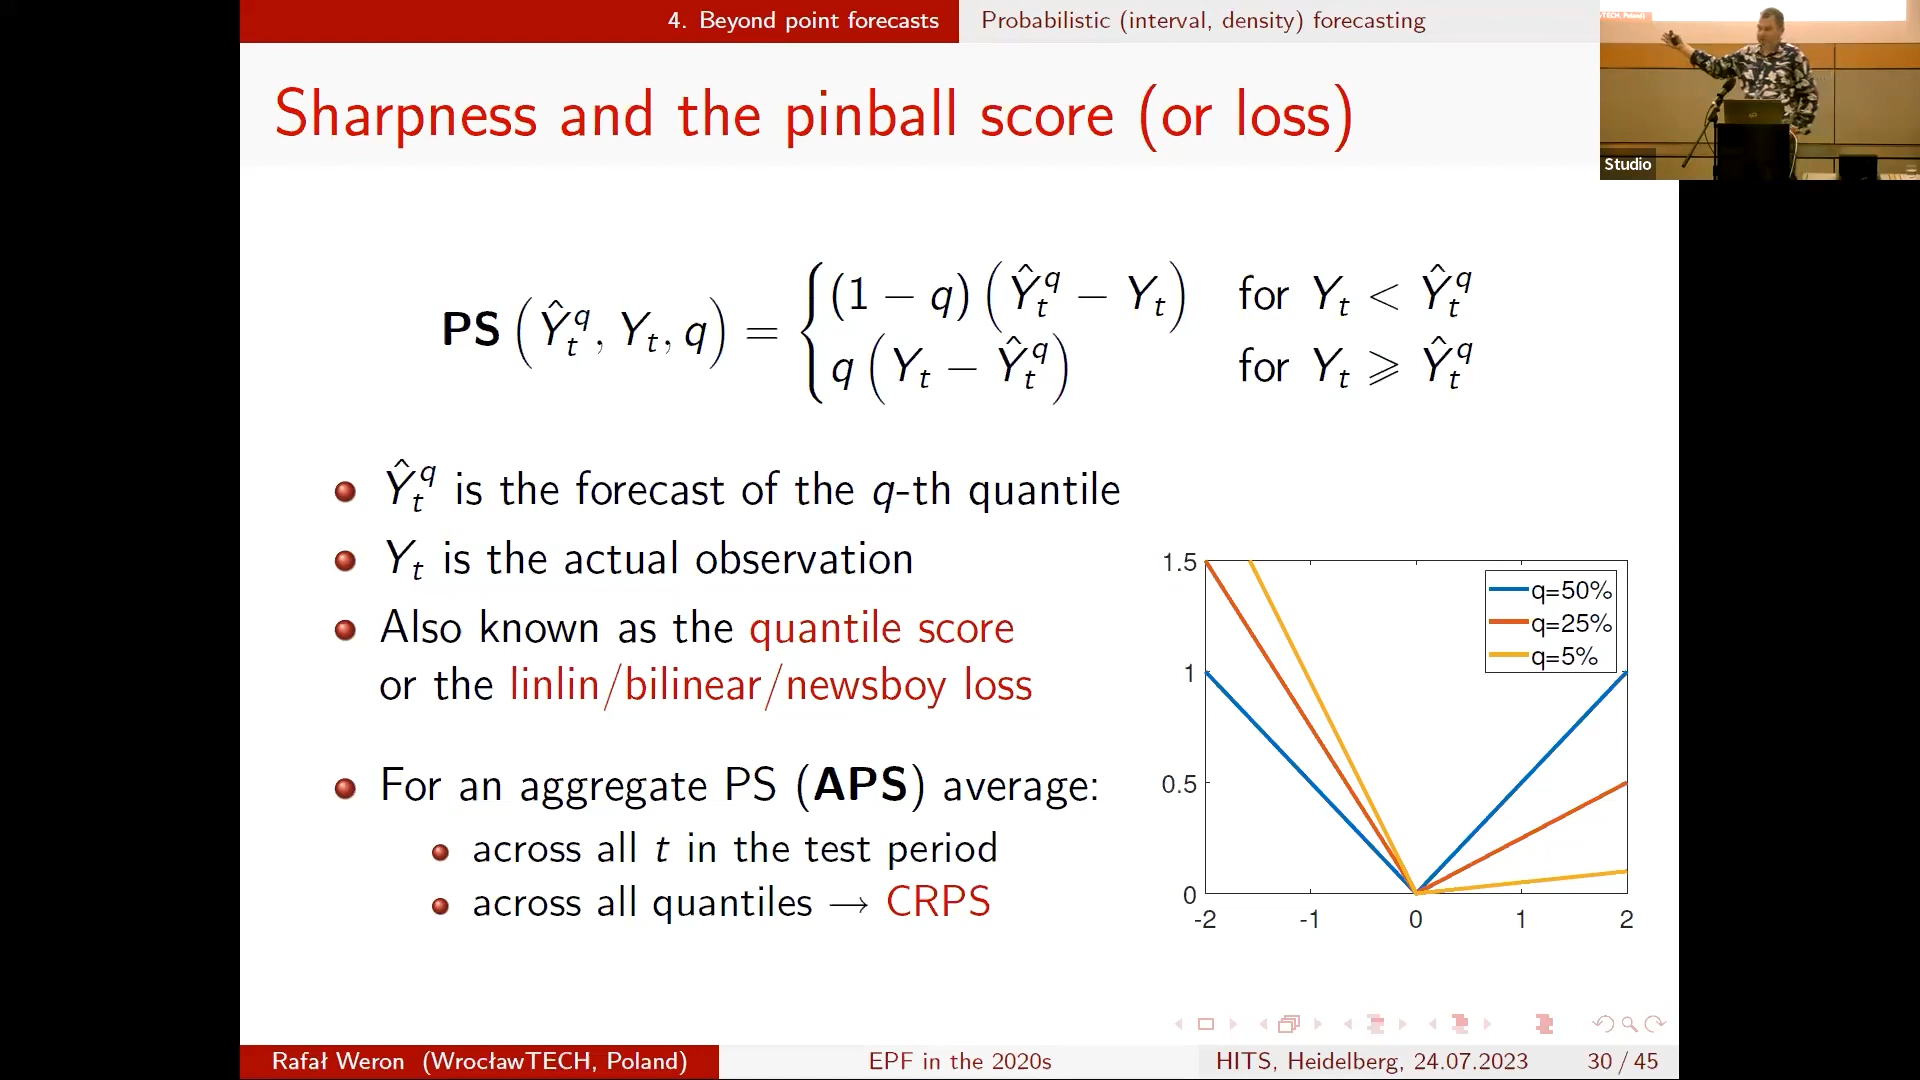 4. Beyond point forecasts
Probabilistic (interval, density) forecasting
TECH, Poland)
Studio
Sharpness and the pinball score (or loss)
PS (Ŷ_t^q, Y_t, q) = { (1 − q) (Ŷ_t^q − Y_t) for Y_t < Ŷ_t^q
q (Y_t − Ŷ_t^q) for Y_t ⩾ Ŷ_t^q
Ŷ_t^q is the forecast of the q-th quantile
Y_t is the actual observation
Also known as the quantile score
or the linlin/bilinear/newsboy loss
For an aggregate PS (APS) average:
across all t in the test period
across all quantiles → CRPS
1.5
1
0.5
0
-2 -1 0 1 2
q=50%
q=25%
q=5%
Rafał Weron (WrocławTECH, Poland)
EPF in the 2020s
HITS, Heidelberg, 24.07.2023
30 / 45